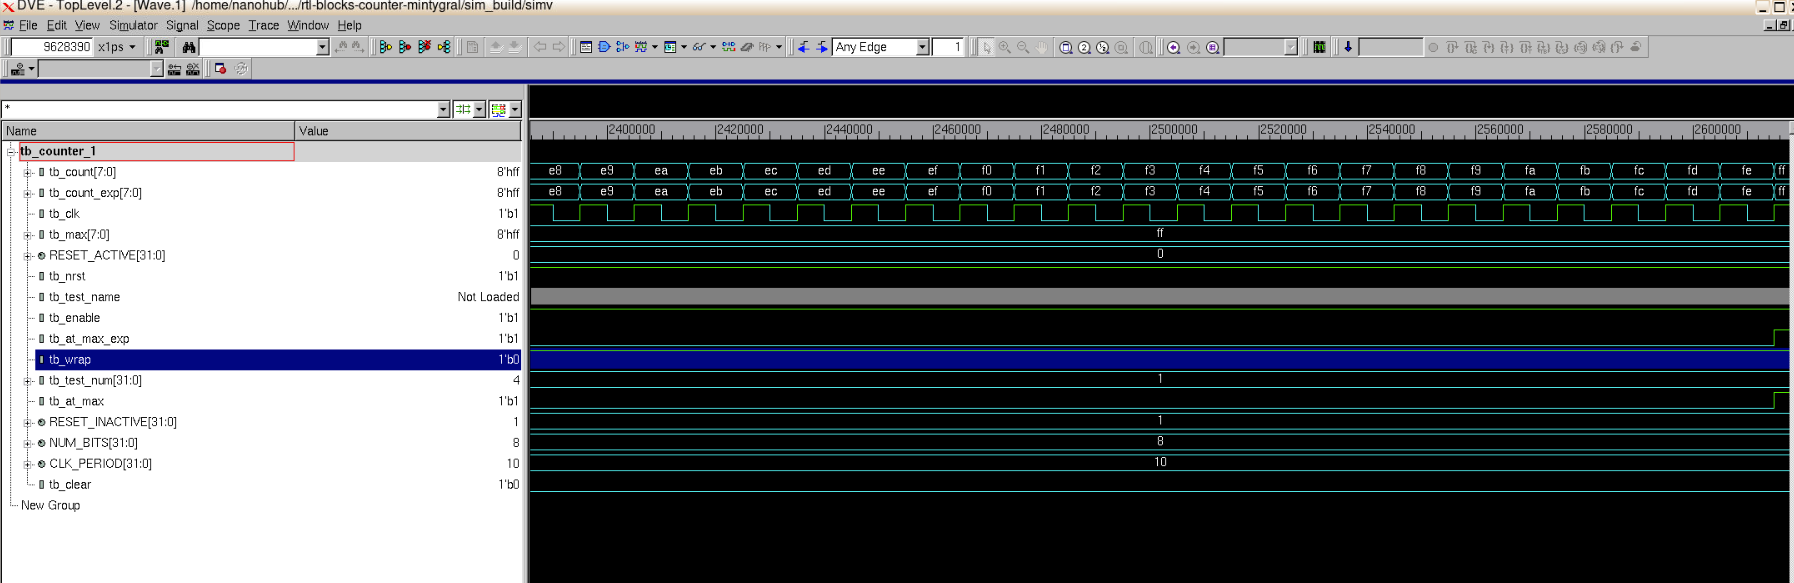 DVE - TopLevel.2 - [Wave.1] /home/nanohub/.../rtl-blocks-counter-mintygral/sim_build/simv
File Edit View Simulator Signal Scope Trace Window Help
9628390 x1ps Any Edge 1
*
Name Value
2400000 2420000 2440000 2460000 2480000 2500000 2520000 2540000 2560000 2580000 2600000
tb_counter_1
tb_count[7:0] 8'hff e8 e9 ea eb ec ed ee ef f0 f1 f2 f3 f4 f5 f6 f7 f8 f9 fa fb fc fd fe ff
tb_count_exp[7:0] 8'hff e8 e9 ea eb ec ed ee ef f0 f1 f2 f3 f4 f5 f6 f7 f8 f9 fa fb fc fd fe ff
tb_clk 1'b1
tb_max[7:0] 8'hff ff
RESET_ACTIVE[31:0] 0 0
tb_nrst 1'b1
tb_test_name Not Loaded
tb_enable 1'b1
tb_at_max_exp 1'b1
tb_wrap 1'b0
tb_test_num[31:0] 4 1
tb_at_max 1'b1
RESET_INACTIVE[31:0] 1 1
NUM_BITS[31:0] 8 8
CLK_PERIOD[31:0] 10 10
tb_clear 1'b0
New Group